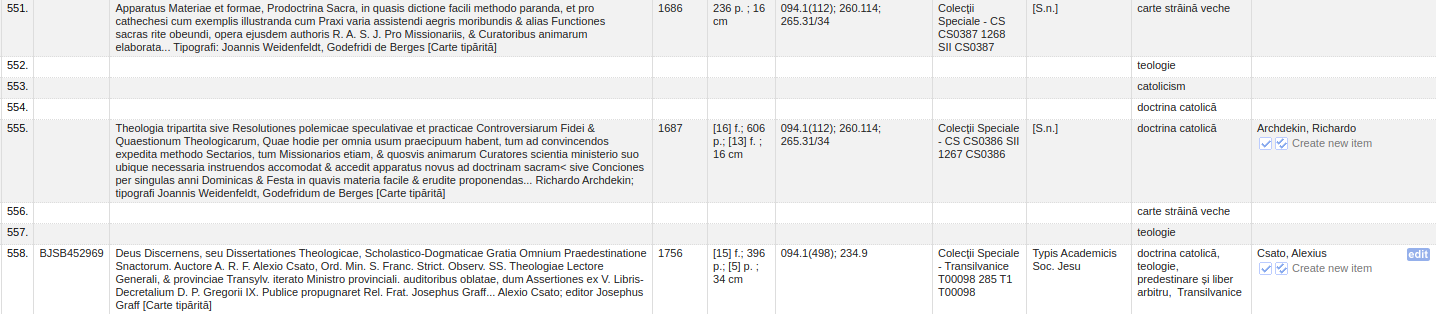 551. Apparatus Materiae et formae, Prodoctrina Sacra, in quasis dictione facili methodo paranda, et pro cathechesi cum exemplis illustranda cum Praxi varia assistendi aegris moribundis & alias Functiones sacras rite obeundi, opera ejusdem authoris R. A. S. J. Pro Missionariis, & Curatoribus animarum elaborata... Tipografi: Joannis Weidenfeldt, Godefridi de Berges [Carte tipărită] 1686 236 p. ; 16 cm 094.1(112); 260.114; 265.31/34 Colecţii Speciale - CS CS0387 1268 SII CS0387 [S.n.] carte străină veche
552. teologie
553. catolicism
554. doctrina catolică
555. Theologia tripartita sive Resolutiones polemicae speculativae et practicae Controversiarum Fidei & Quaestionum Theologicarum, Quae hodie per omnia usum praecipuum habent, tum ad convincendos expedita methodo Sectarios, tum Missionarios etiam, & quosvis animarum Curatores scientia ministerio suo ubique necessaria instruendos accomodat & accedit apparatus novus ad doctrinam sacram< sive Conciones per singulas anni Dominicas & Festa in quavis materia facile & erudite proponendas... Richardo Archdekin; tipografi Joannis Weidenfeldt, Godefridum de Berges [Carte tipărită] 1687 [16] f.; 606 p.; [13] f. ; 16 cm 094.1(112); 260.114; 265.31/34 Colecţii Speciale - CS CS0386 SII 1267 CS0386 [S.n.] doctrina catolică Archdekin, Richardo
Create new item
556. carte străină veche
557. teologie
558. BJSB452969 Deus Discernens, seu Dissertationes Theologicae, Scholastico-Dogmaticae Gratia Omnium Praedestinatione Snactorum. Auctore A. R. F. Alexio Csato, Ord. Min. S. Franc. Strict. Observ. SS. Theologiae Lectore Generali, & provinciae Transylv. iterato Ministro provinciali. auditoribus oblatae, dum Assertiones ex V. Libris-Decretalium D. P. Gregorii IX. Publice propugnaret Rel. Frat. Josephus Graff... Alexio Csato; editor Josephus Graff [Carte tipărită] 1756 [15] f.; 396 p.; [5] p. ; 34 cm 094.1(498); 234.9 Colecţii Speciale - Transilvanice T00098 285 T1 T00098 Typis Academicis Soc. Jesu doctrina catolică, teologie, predestinare și liber arbitru, Transilvanice Csato, Alexius edit
Create new item